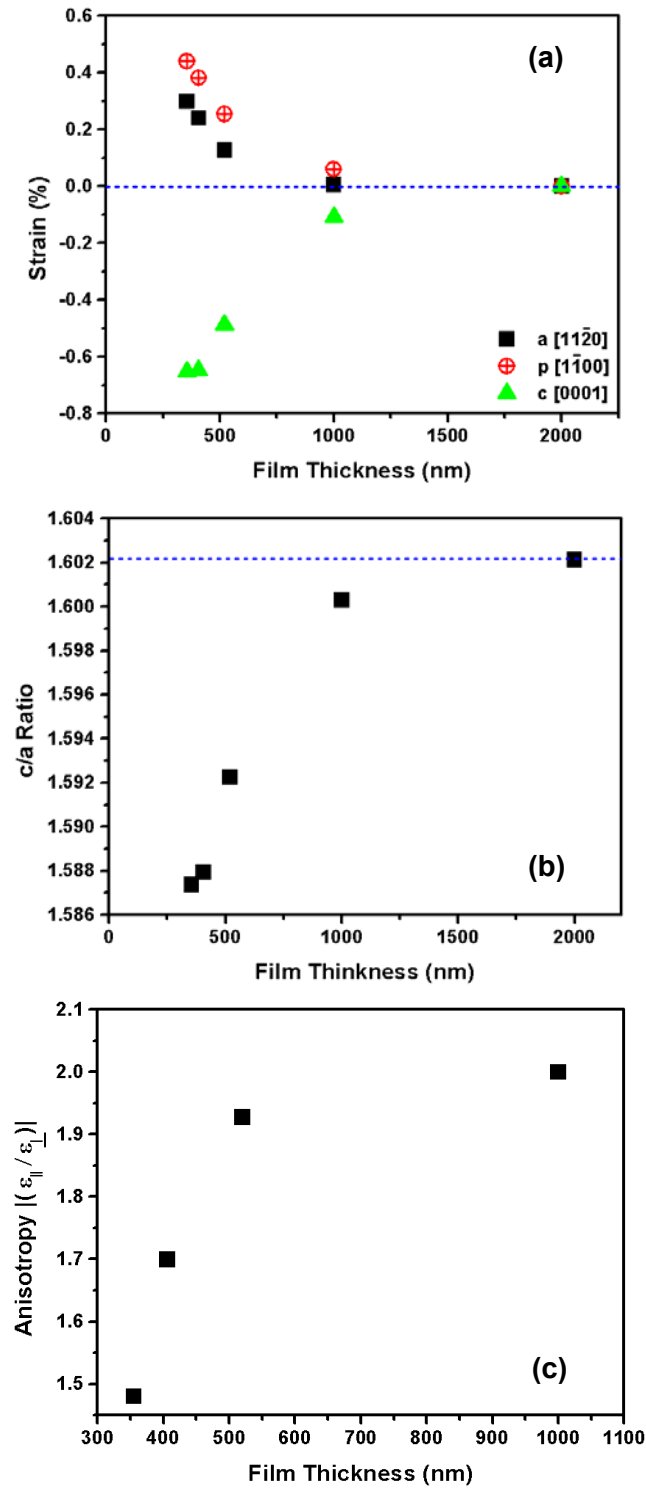 0.6
0.4
0.2
0.0
-0.2
-0.4
-0.6
-0.8
Strain (%)
(a)
a [112̄0]
p [11̄00]
c [0001]
0 500 1000 1500 2000
Film Thickness (nm)
1.604
1.602
1.600
1.598
1.596
1.594
1.592
1.590
1.588
1.586
c/a Ratio
(b)
0 500 1000 1500 2000
Film Thinkness (nm)
2.1
2.0
1.9
1.8
1.7
1.6
1.5
Anisotropy |(ε∥/ε⊥)|
(c)
300 400 500 600 700 800 900 1000 1100
Film Thickness (nm)